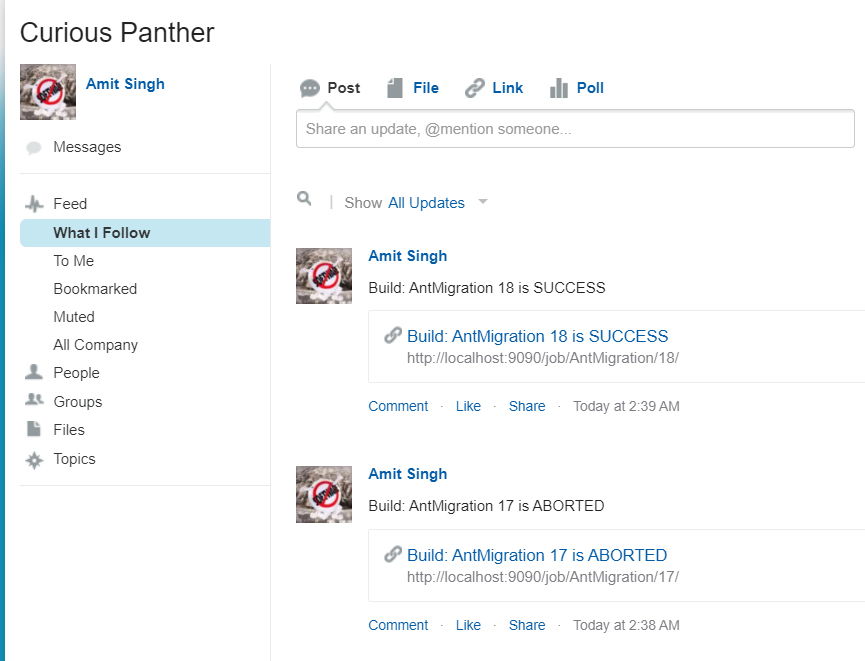 Curious Panther
Amit Singh
Messages
Feed
What I Follow
To Me
Bookmarked
Muted
All Company
People
Groups
Files
Topics
Post File Link Poll
Share an update, @mention someone...
Show All Updates
Amit Singh
Build: AntMigration 18 is SUCCESS
Build: AntMigration 18 is SUCCESS
http://localhost:9090/job/AntMigration/18/
Comment · Like · Share · Today at 2:39 AM
Amit Singh
Build: AntMigration 17 is ABORTED
Build: AntMigration 17 is ABORTED
http://localhost:9090/job/AntMigration/17/
Comment · Like · Share · Today at 2:38 AM